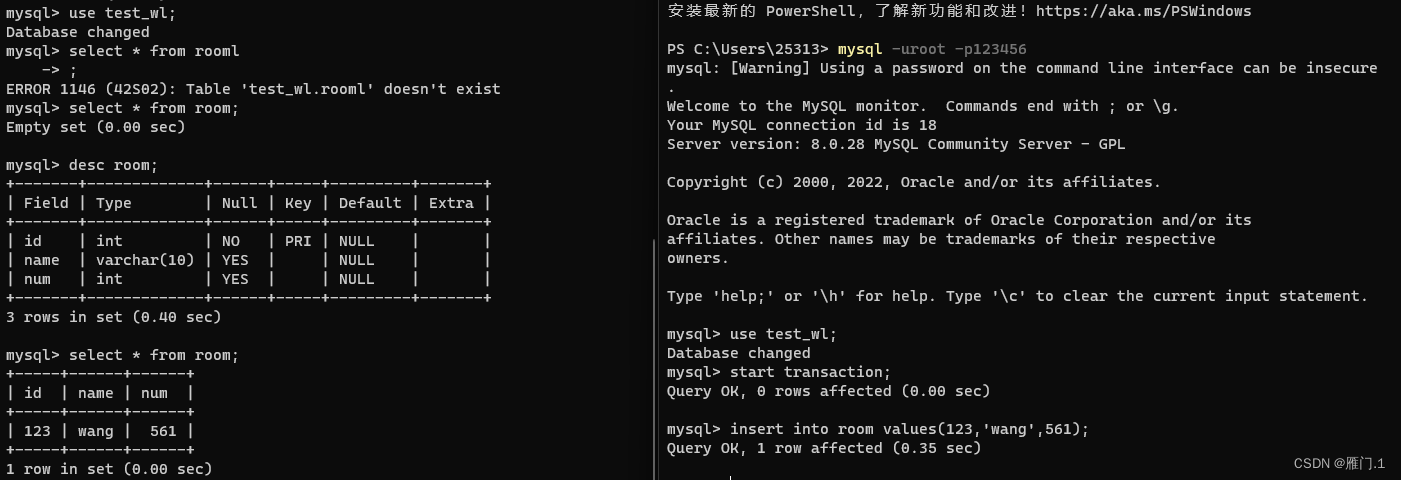 mysql> use test_wl;
Database changed
mysql> select * from rooml
    -> ;
ERROR 1146 (42S02): Table 'test_wl.rooml' doesn't exist
mysql> select * from room;
Empty set (0.00 sec)
mysql> desc room;
+-------+-------------+------+-----+---------+-------+
| Field | Type        | Null | Key | Default | Extra |
+-------+-------------+------+-----+---------+-------+
| id    | int         | NO   | PRI | NULL    |       |
| name  | varchar(10) | YES  |     | NULL    |       |
| num   | int         | YES  |     | NULL    |       |
+-------+-------------+------+-----+---------+-------+
3 rows in set (0.40 sec)
mysql> select * from room;
+-----+------+------+
| id  | name | num  |
+-----+------+------+
| 123 | wang |  561 |
+-----+------+------+
1 row in set (0.00 sec)
安装最新的 PowerShell，了解新功能和改进！https://aka.ms/PSWindows
PS C:\Users\25313> mysql -uroot -p123456
mysql: [Warning] Using a password on the command line interface can be insecure
.
Welcome to the MySQL monitor.  Commands end with ; or \g.
Your MySQL connection id is 18
Server version: 8.0.28 MySQL Community Server - GPL
Copyright (c) 2000, 2022, Oracle and/or its affiliates.
Oracle is a registered trademark of Oracle Corporation and/or its
affiliates. Other names may be trademarks of their respective
owners.
Type 'help;' or '\h' for help. Type '\c' to clear the current input statement.
mysql> use test_wl;
Database changed
mysql> start transaction;
Query OK, 0 rows affected (0.00 sec)
mysql> insert into room values(123,'wang',561);
Query OK, 1 row affected (0.35 sec)
CSDN @雁门.1